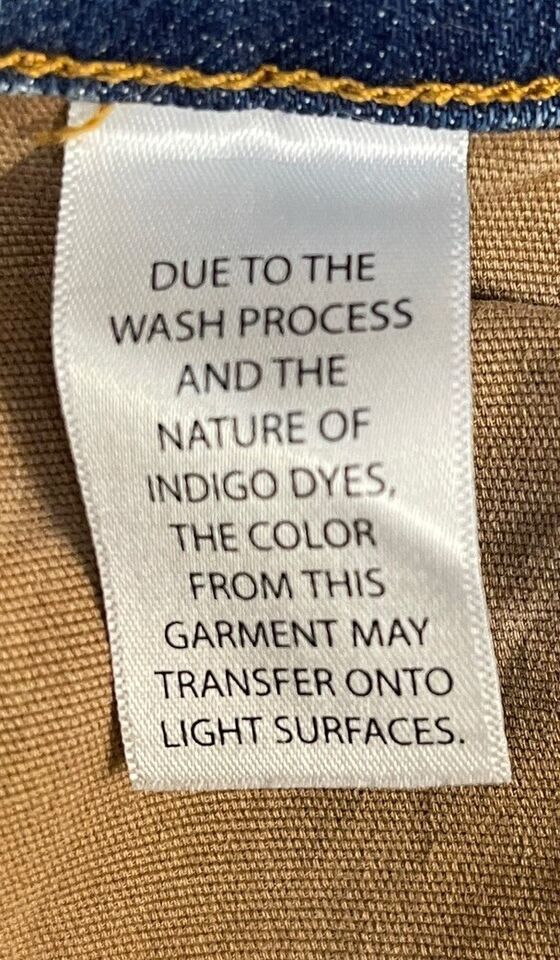 DUE TO THE
WASH PROCESS
AND THE
NATURE OF
INDIGO DYES,
THE COLOR
FROM THIS
GARMENT MAY
TRANSFER ONTO
LIGHT SURFACES.